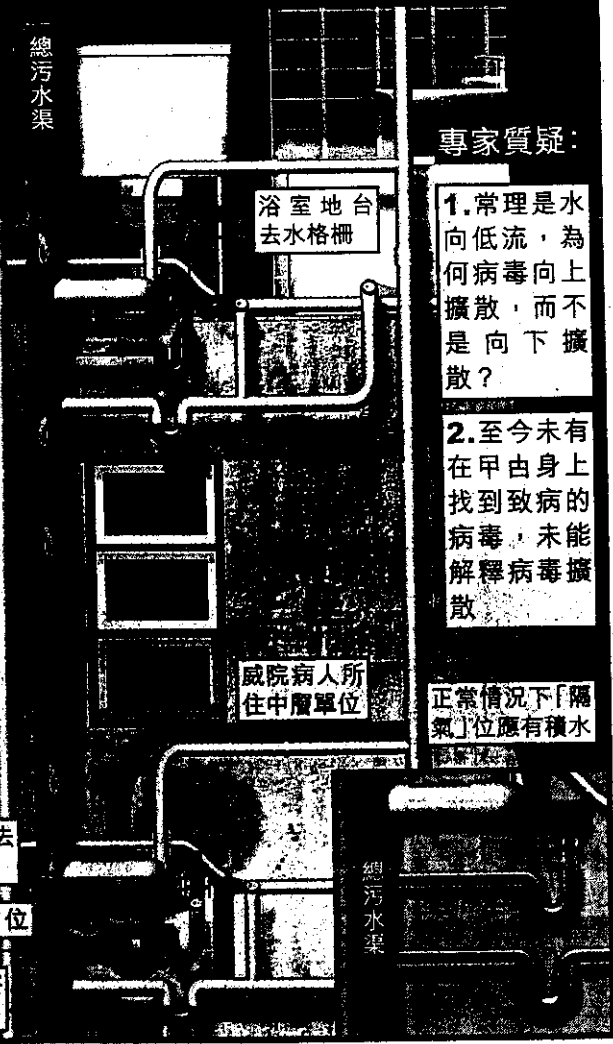 總污水渠
專家質疑：
浴室地台
去水格柵
1.常理是水
向低流，為
何病毒向上
擴散，而不
是向下擴
散？
2.至今未有
在曱甴身上
找到致病的
病毒，未能
解釋病毒擴
散
威院病人所
住中層單位
正常情況下「隔
氣」位應有積水
去
位
總污水渠